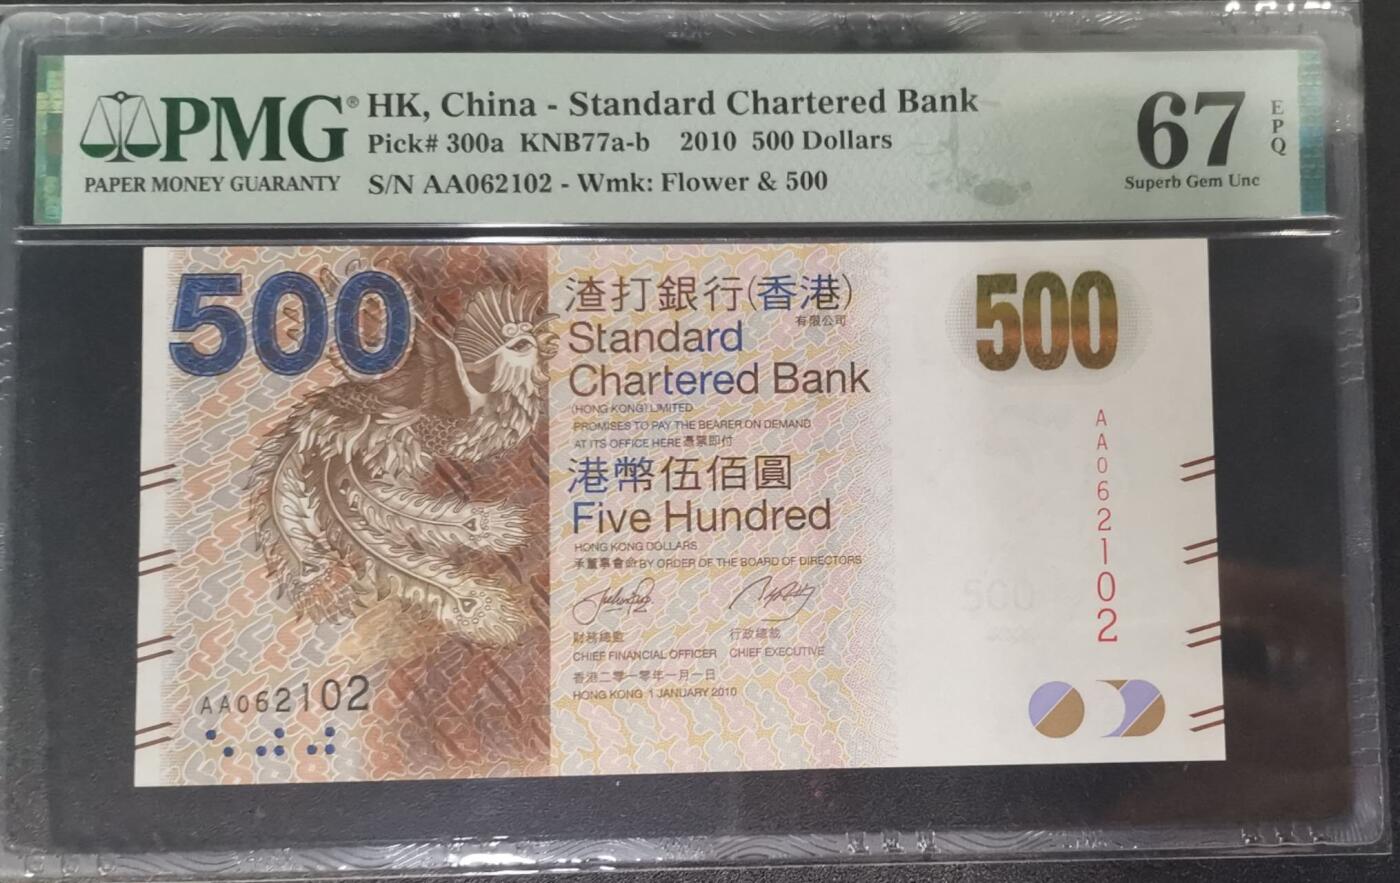 PMG®
PAPER MONEY GUARANTY
HK, China - Standard Chartered Bank
Pick# 300a KNB77a-b 2010 500 Dollars
S/N AA062102 - Wmk: Flower & 500
67
EPQ
Superb Gem Unc
500
渣打銀行(香港)
有限公司
Standard
Chartered Bank
(HONG KONG) LIMITED
PROMISES TO PAY THE BEARER ON DEMAND
AT ITS OFFICE HERE 憑票即付
港幣伍佰圓
Five Hundred
HONG KONG DOLLARS
承董事會命 BY ORDER OF THE BOARD OF DIRECTORS
財務總監 行政總裁
CHIEF FINANCIAL OFFICER CHIEF EXECUTIVE
香港二零一零年一月一日
HONG KONG 1 JANUARY 2010
AA062102
500
AA062102
500